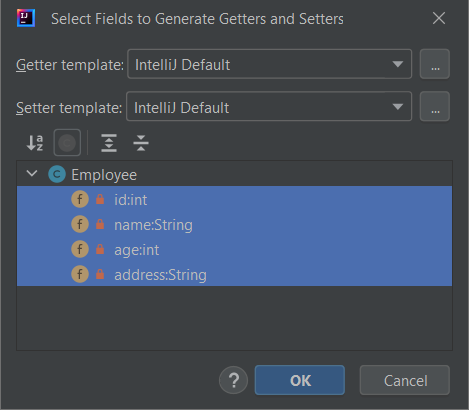 Select Fields to Generate Getters and Setters
Getter template: IntelliJ Default ...
Setter template: IntelliJ Default ...
Employee
id:int
name:String
age:int
address:String
? OK Cancel